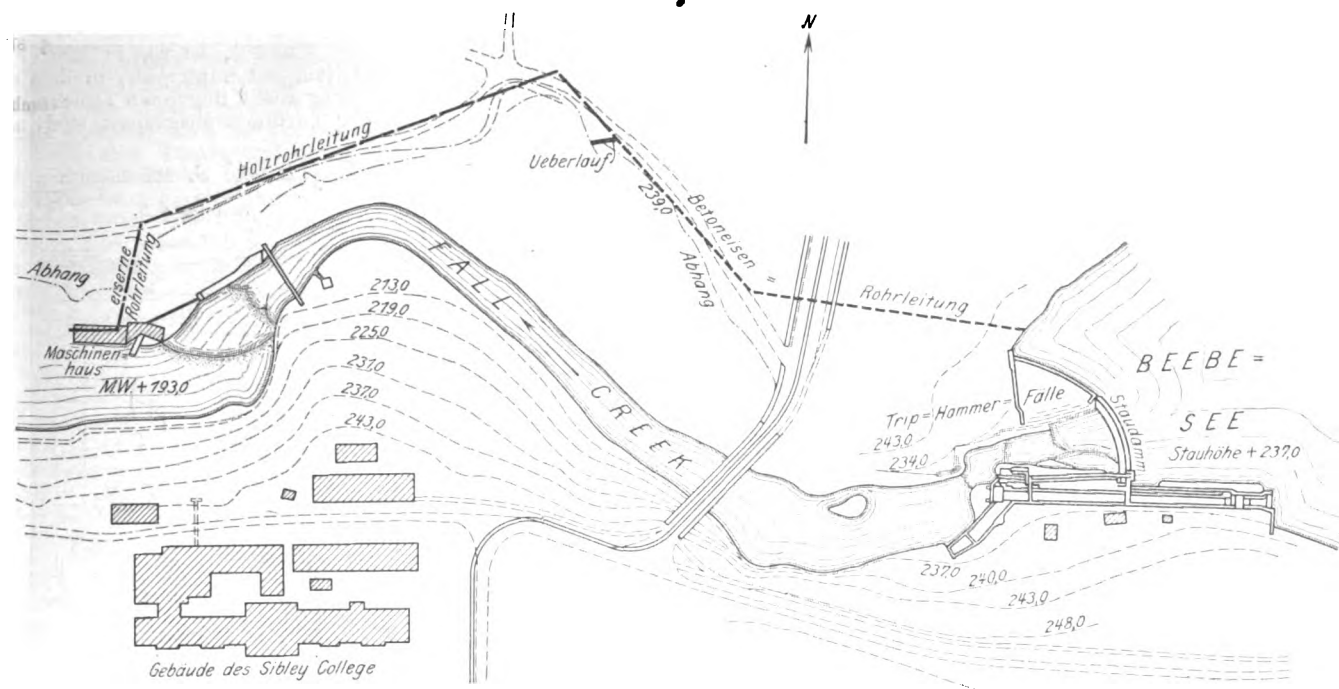 N
Holzrohrleitung
Ueberlauf
239,0
Betoneisen =
Abhang
Rohrleitung
Abhang
eiserne
Rohrleitung
Maschinen=
haus
M.W. + 193,0
FALL CREEK
213,0
219,0
225,0
231,0
237,0
243,0
BEEBE =
SEE
Stauhöhe + 237,0
Trip = Hammer = Fälle
Staudamm
243,0
234,0
237,0
240,0
243,0
248,0
Gebäude des Sibley College